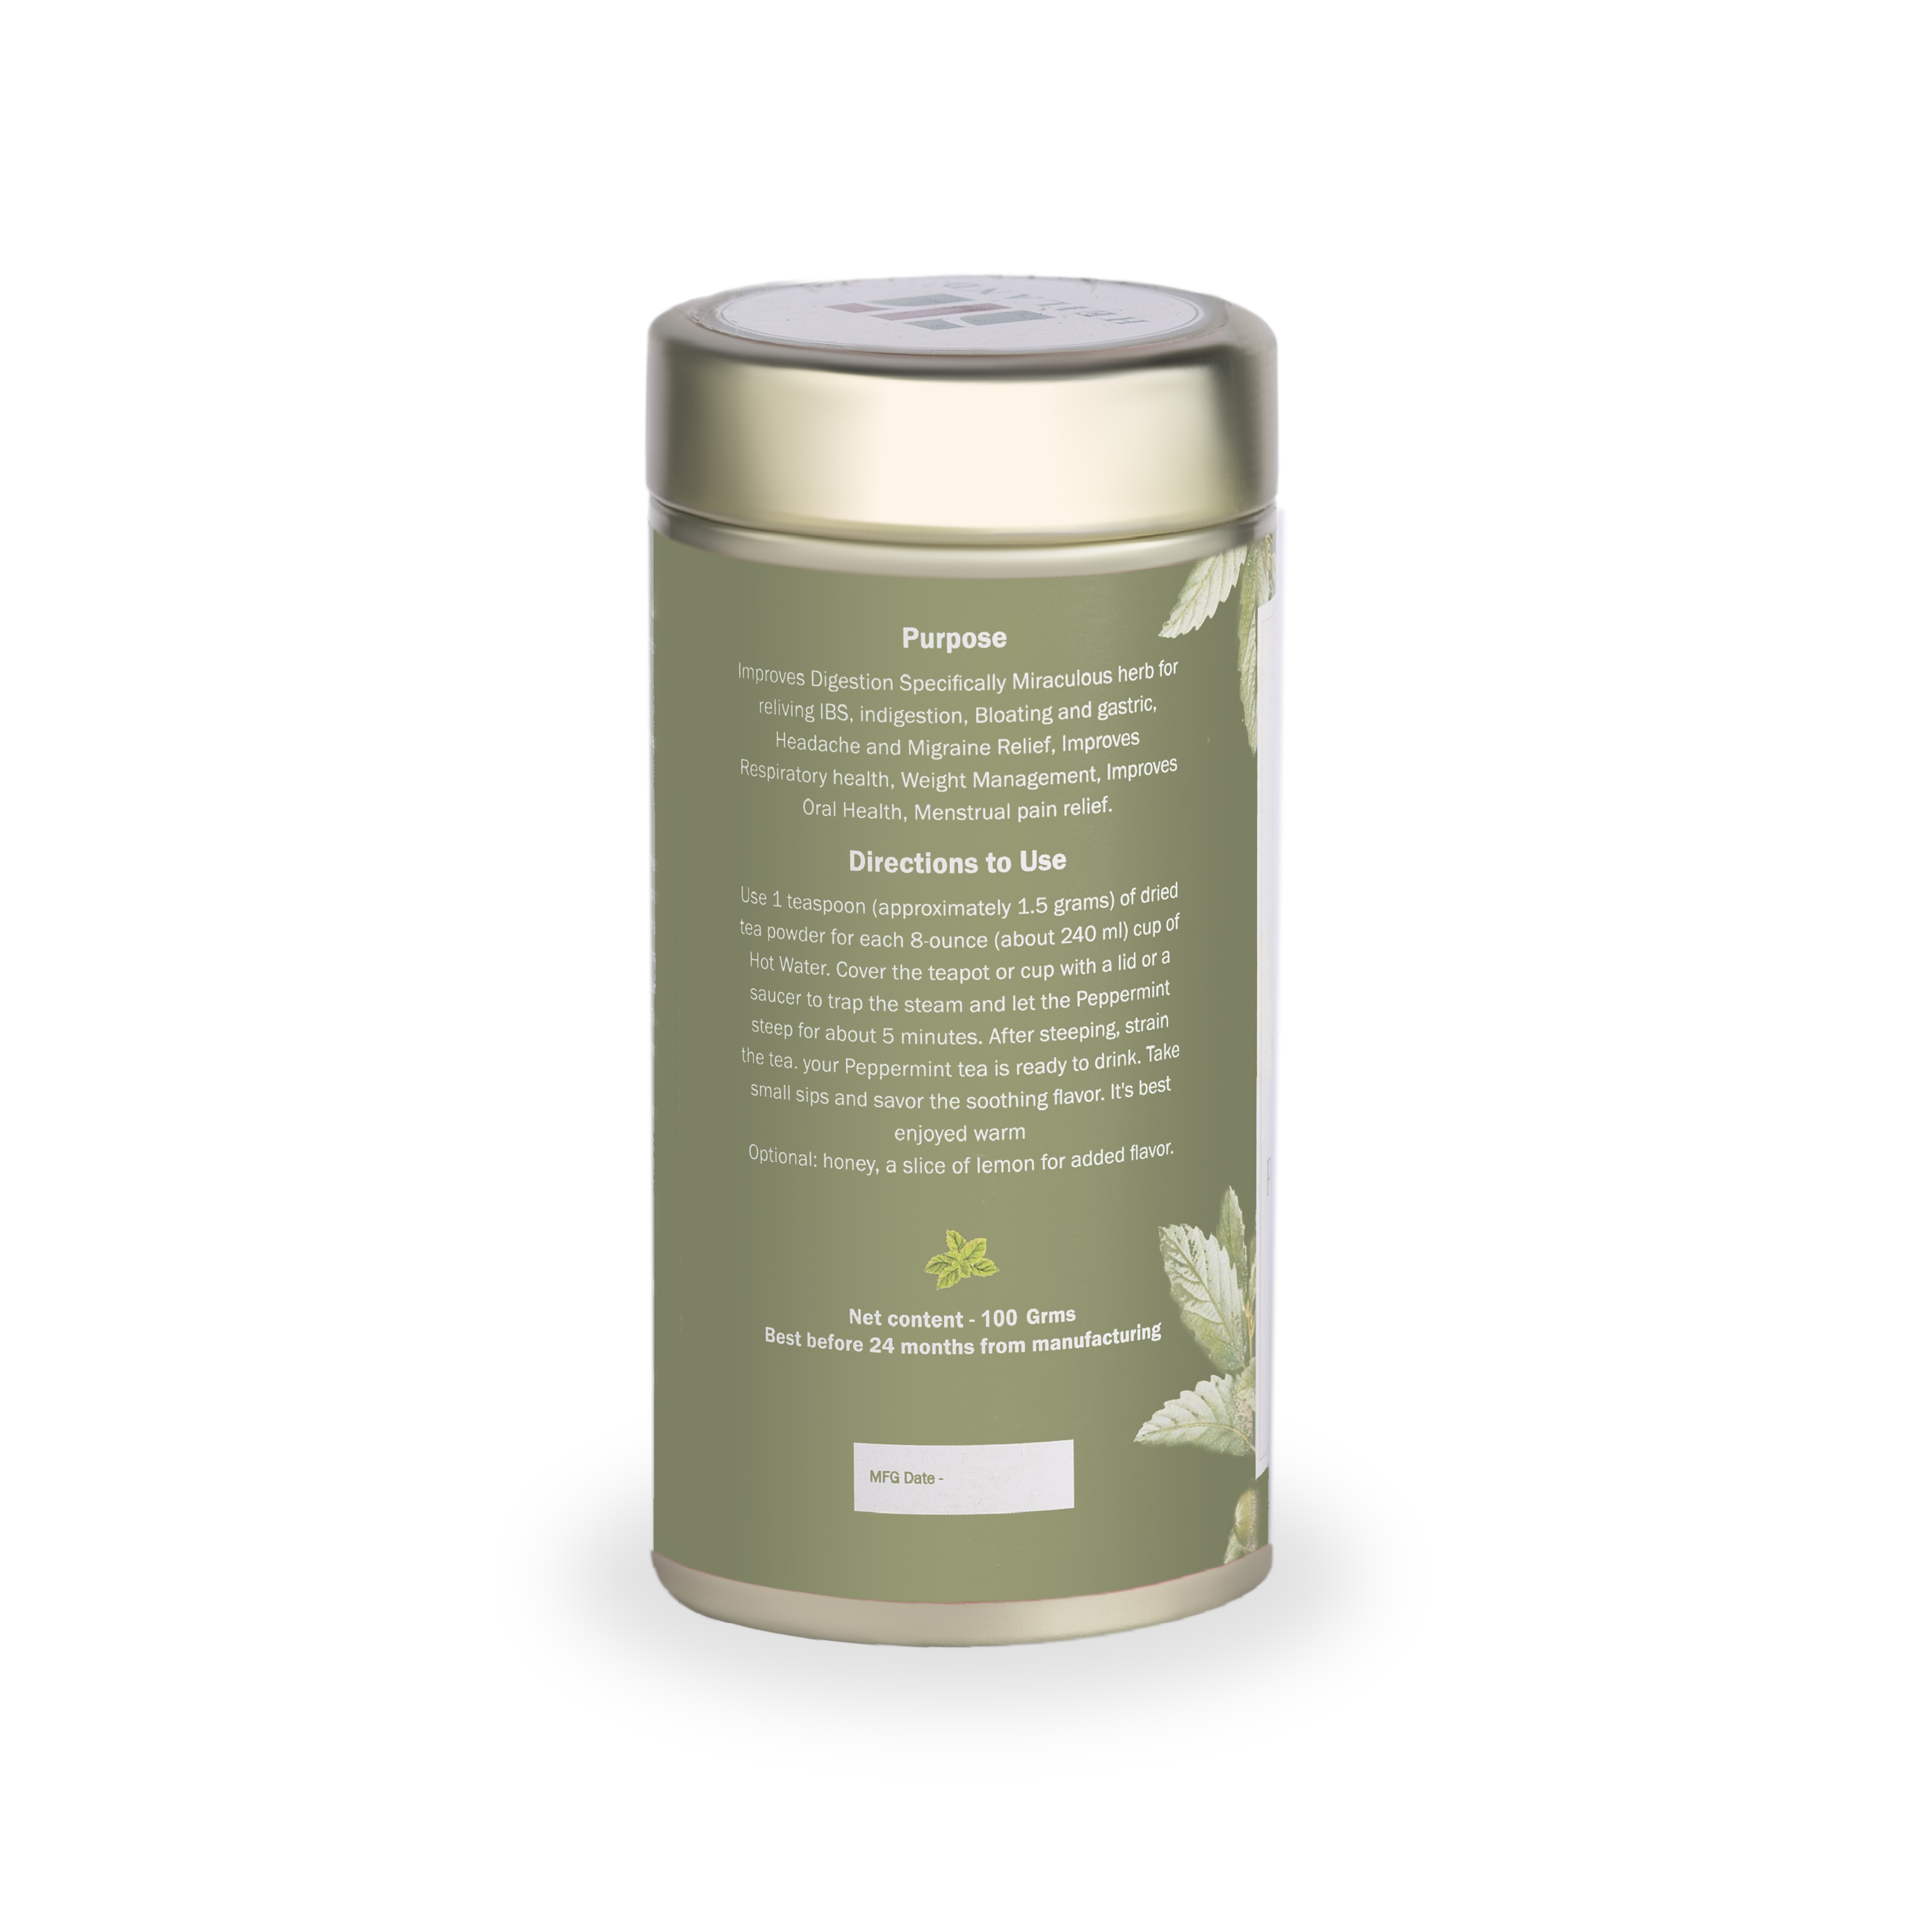 HEILAND
Purpose
Improves Digestion Specifically Miraculous herb for
reliving IBS, indigestion, Bloating and gastric,
Headache and Migraine Relief, Improves
Respiratory health, Weight Management, Improves
Oral Health, Menstrual pain relief.
Directions to Use
Use 1 teaspoon (approximately 1.5 grams) of dried
tea powder for each 8-ounce (about 240 ml) cup of
Hot Water. Cover the teapot or cup with a lid or a
saucer to trap the steam and let the Peppermint
steep for about 5 minutes. After steeping, strain
the tea. your Peppermint tea is ready to drink. Take
small sips and savor the soothing flavor. It's best
enjoyed warm
Optional: honey, a slice of lemon for added flavor.
Net content - 100 Grms
Best before 24 months from manufacturing
MFG Date -